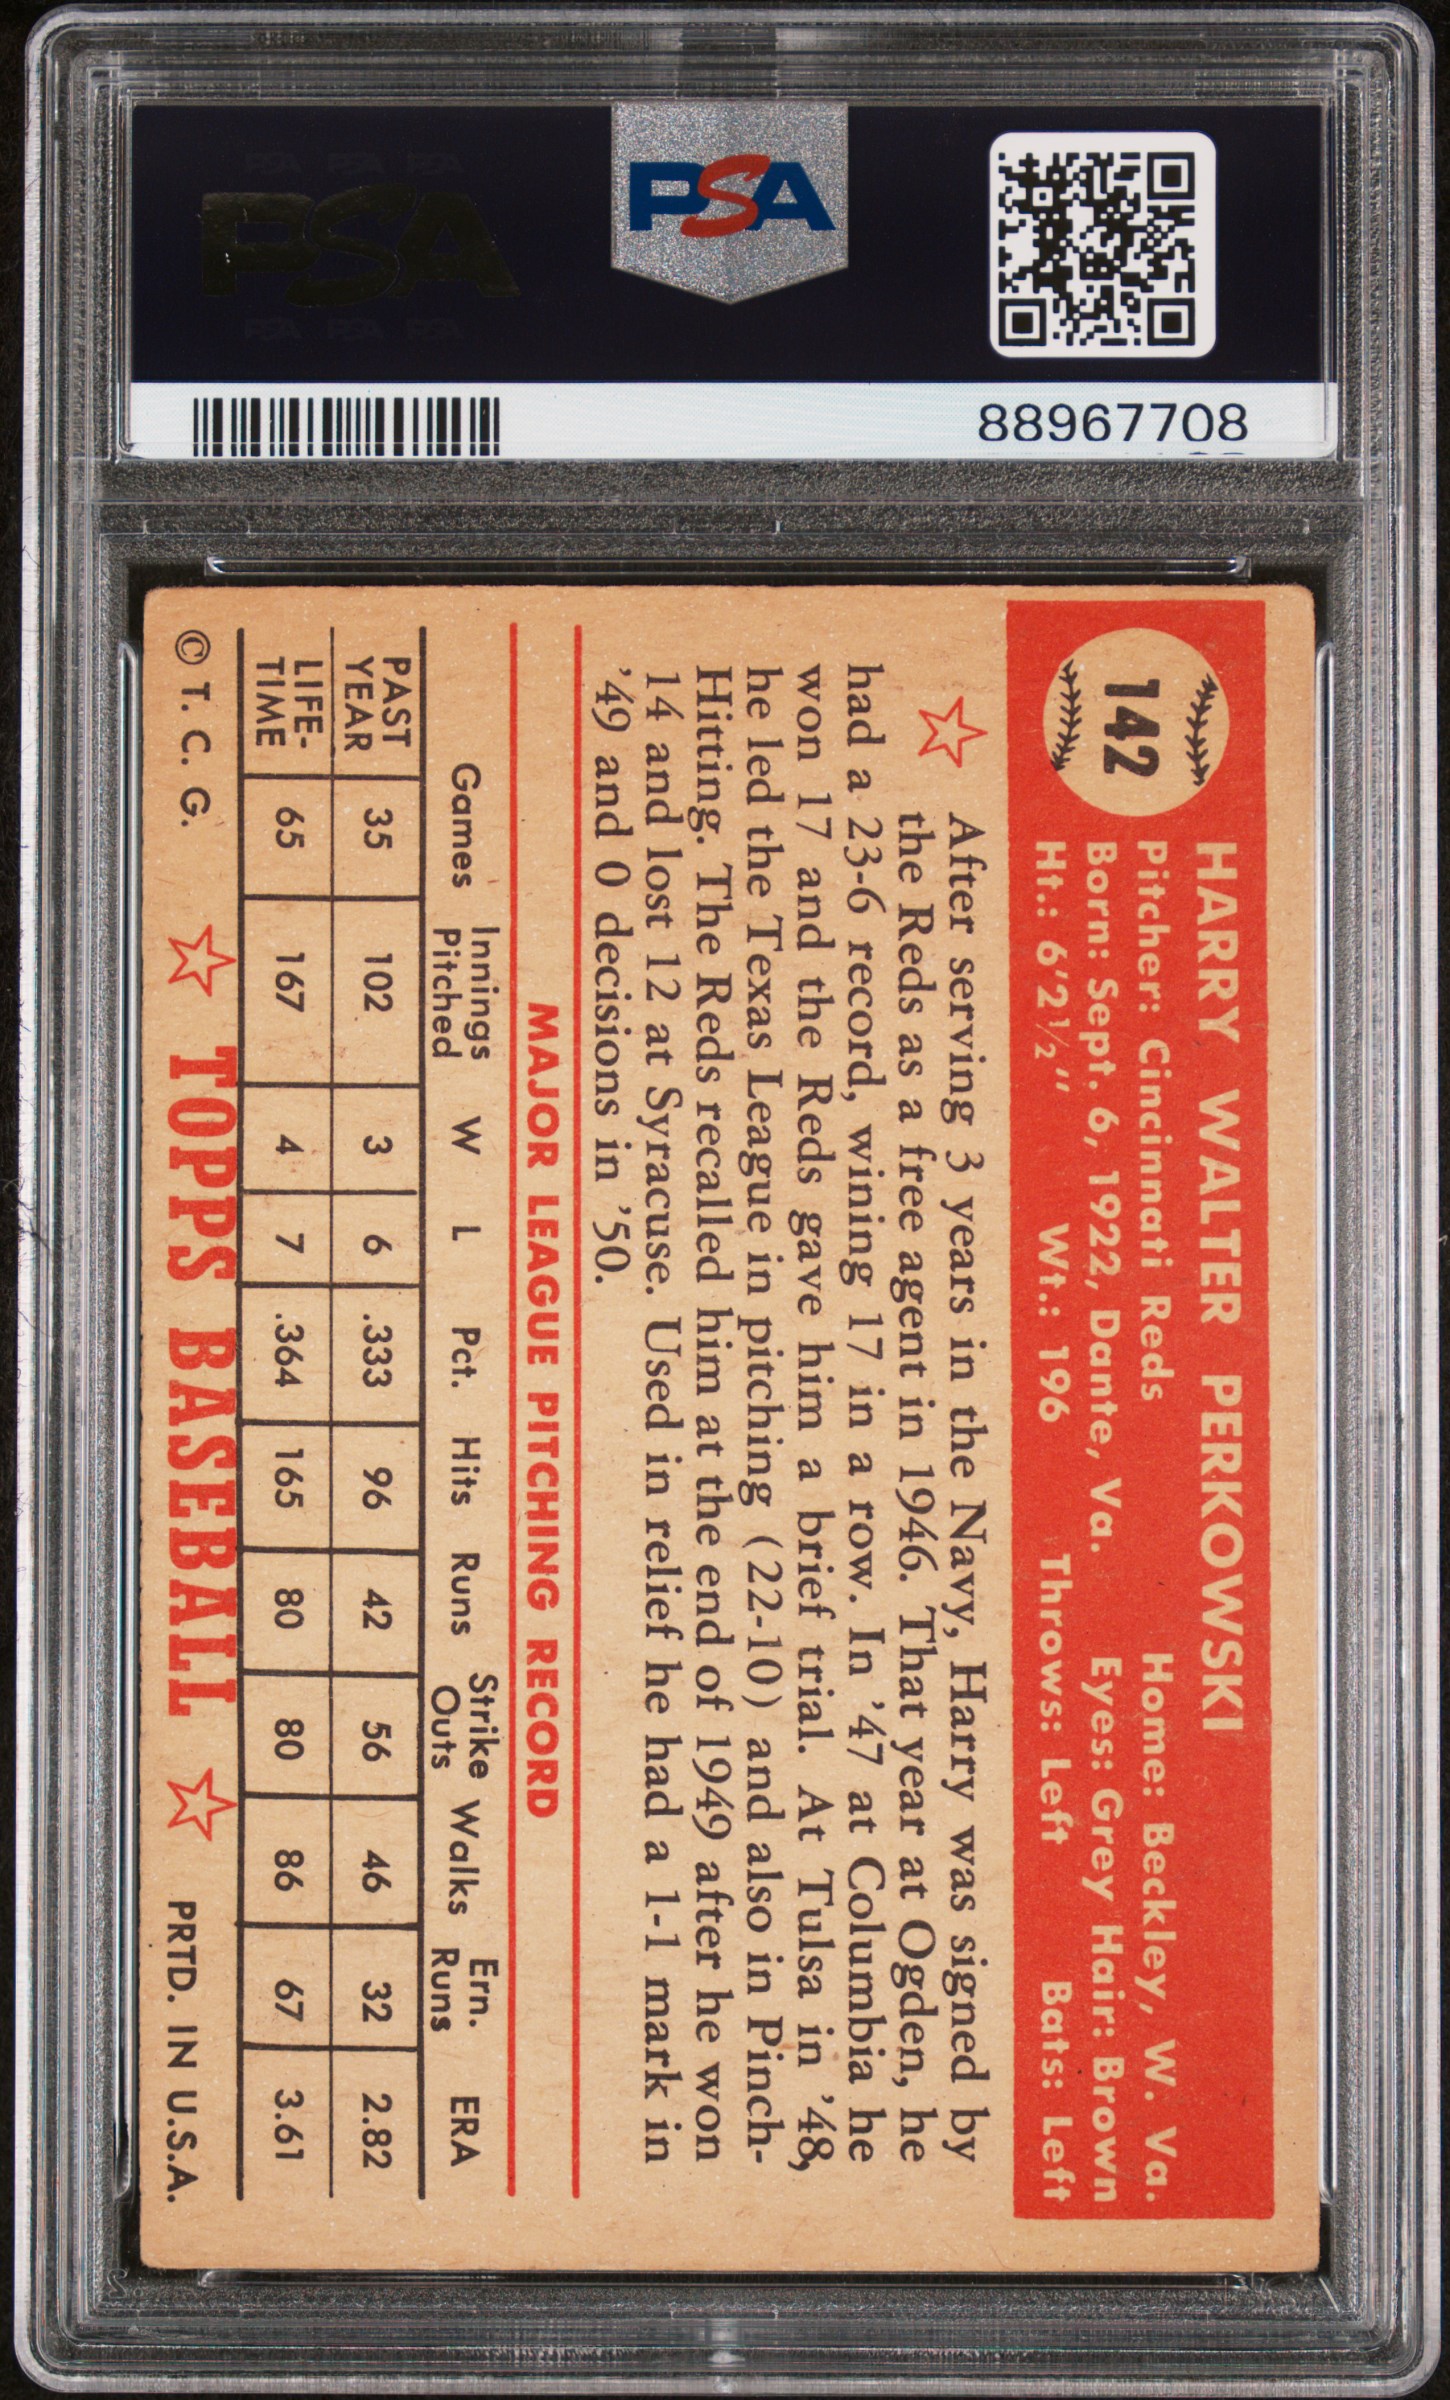 PSA
PSA
88967708
142
HARRY WALTER PERKOWSKI
Pitcher: Cincinnati Reds Home: Beckley, W. Va.
Born: Sept. 6, 1922, Dante, Va. Eyes: Grey Hair: Brown
Ht.: 6'2½" Wt.: 196 Throws: Left Bats: Left
After serving 3 years in the Navy, Harry was signed by
the Reds as a free agent in 1946. That year at Ogden, he
had a 23-6 record, wining 17 in a row. In '47 at Columbia he
won 17 and the Reds gave him a brief trial. At Tulsa in '48,
he led the Texas League in pitching (22-10) and also in Pinch-
Hitting. The Reds recalled him at the end of 1949 after he won
14 and lost 12 at Syracuse. Used in relief he had a 1-1 mark in
'49 and 0 decisions in '50.
MAJOR LEAGUE PITCHING RECORD
Games Innings Pitched W L Pct. Hits Runs Strike Outs Walks Ern. Runs ERA
PAST YEAR 35 102 3 6 .333 96 42 56 46 32 2.82
LIFE-TIME 65 167 4 7 .364 165 80 80 86 67 3.61
© T. C. G. TOPPS BASEBALL PRTD. IN U.S.A.